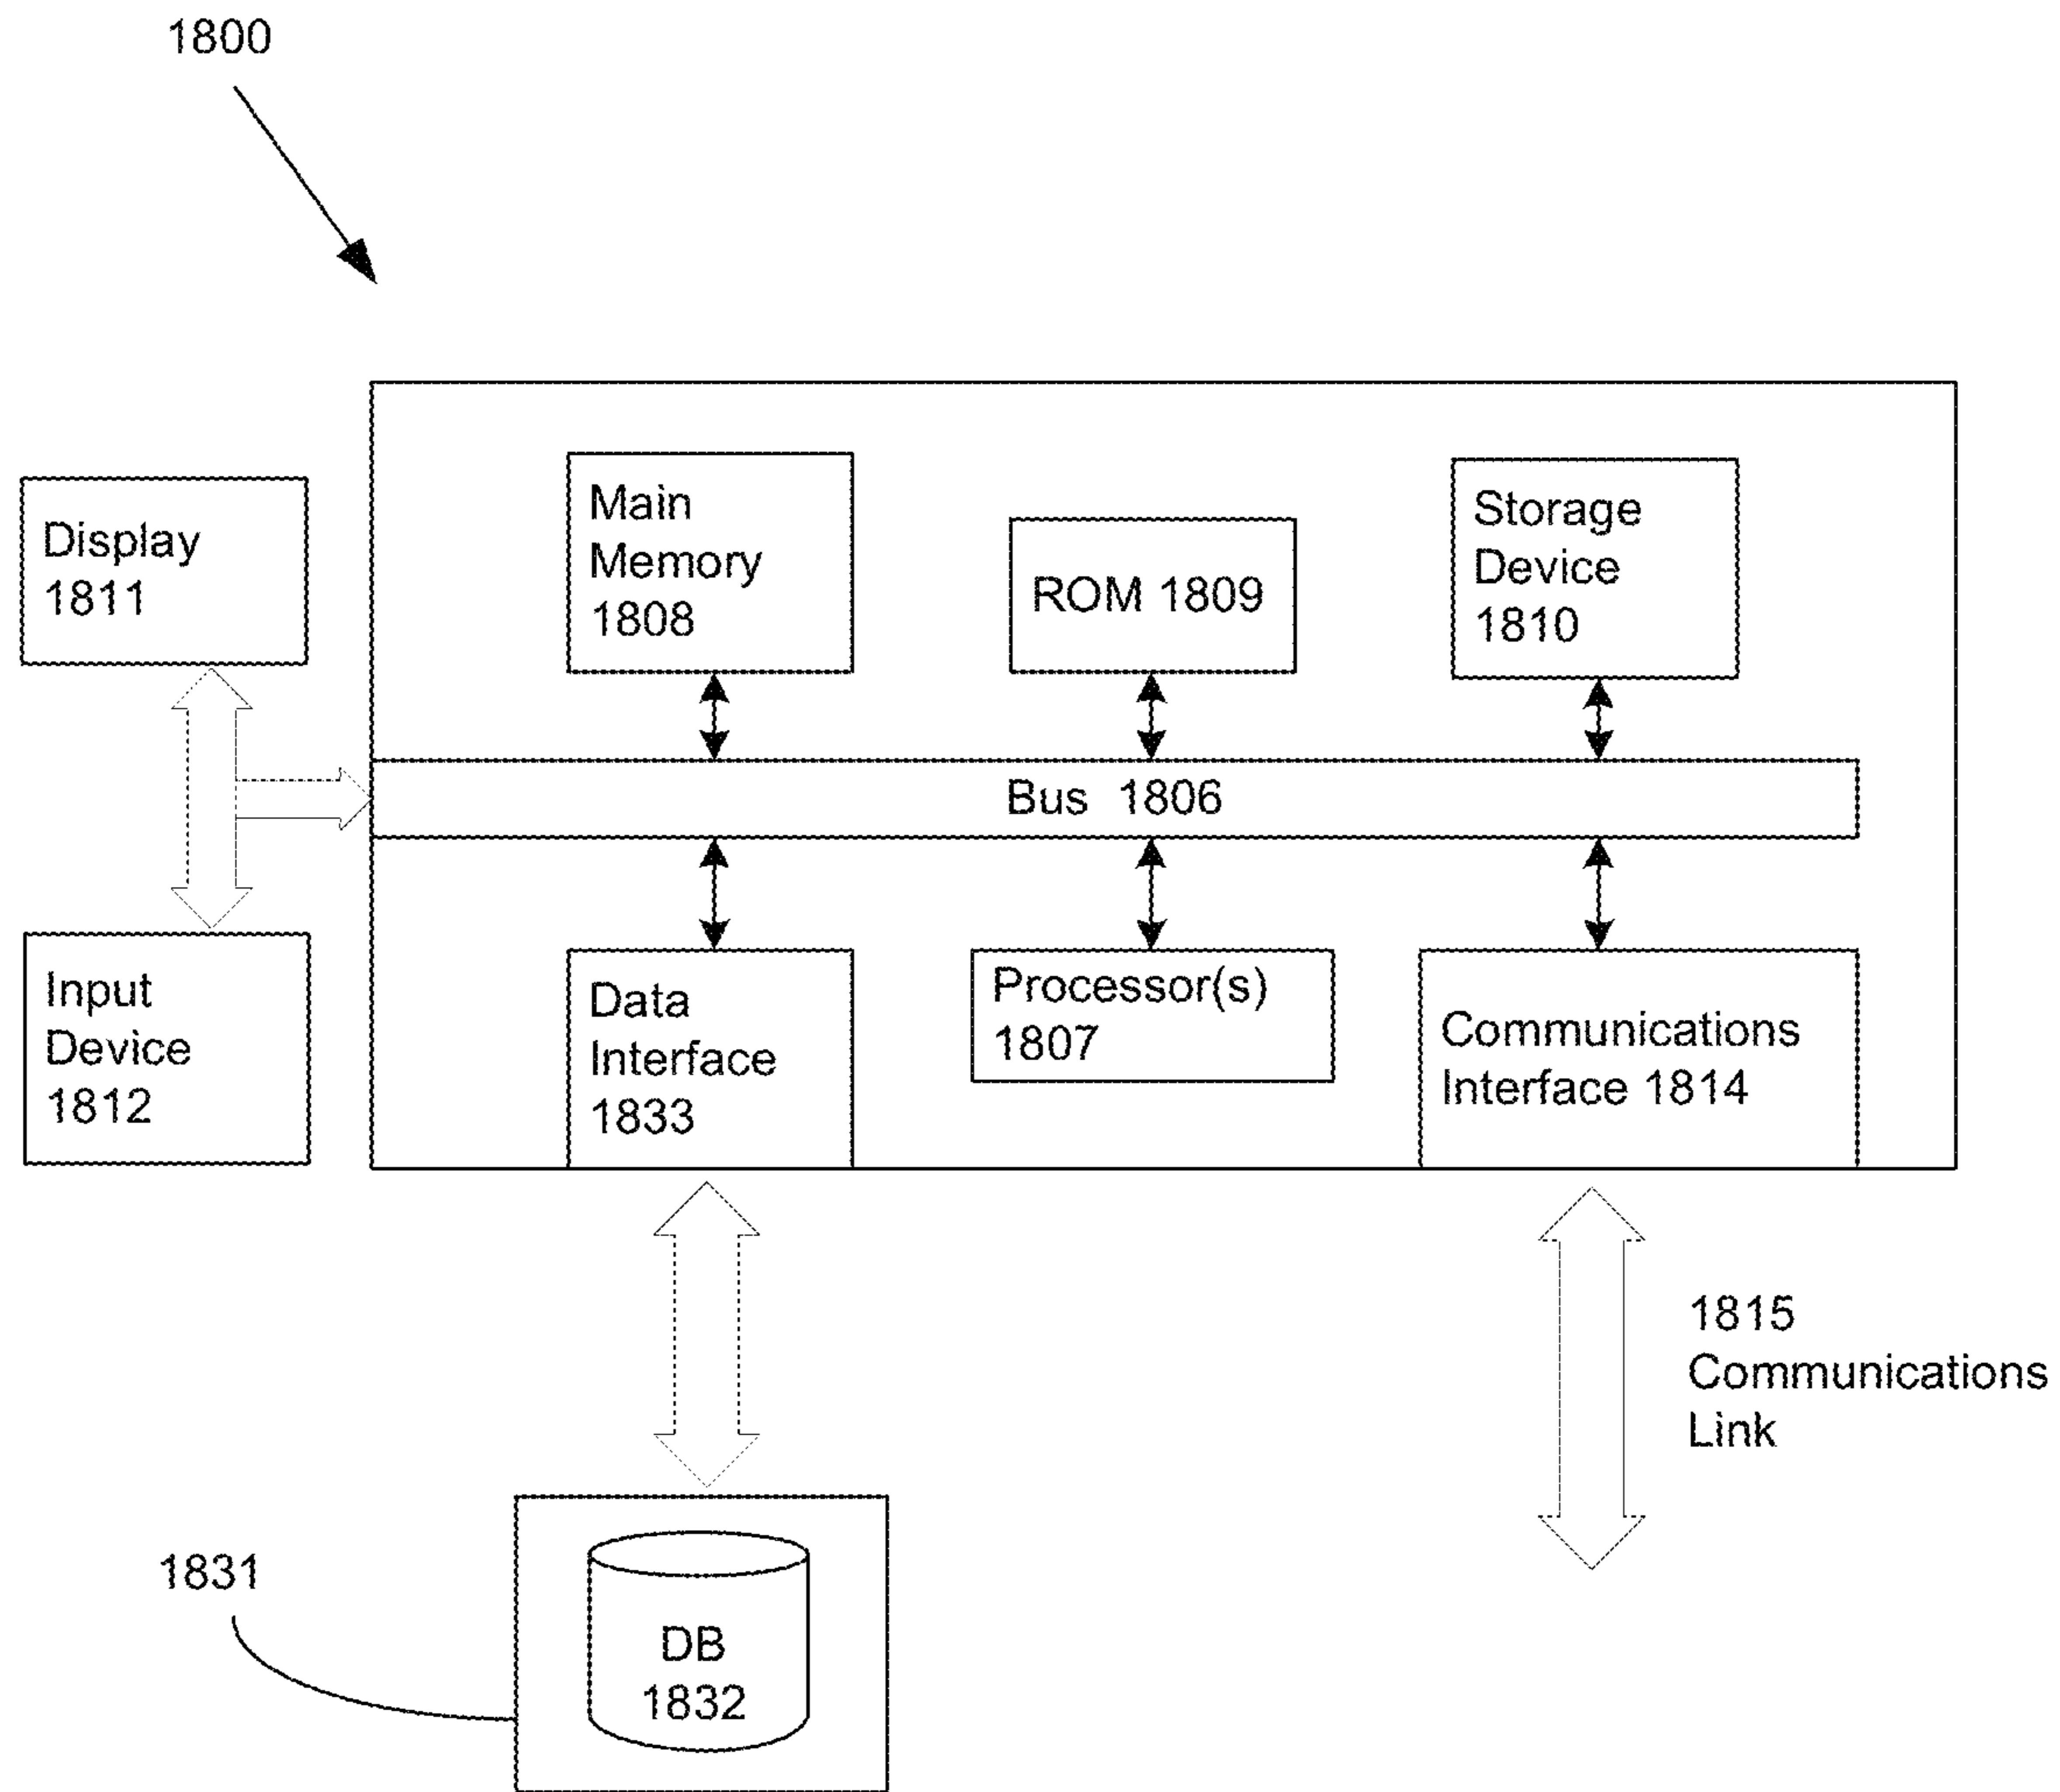 1800
Display
1811
Main
Memory
1808
ROM 1809
Storage
Device
1810
Bus 1806
Input
Device
1812
Data
Interface
1833
Processor(s)
1807
Communications
Interface 1814
1815
Communications
Link
1831
DB
1832